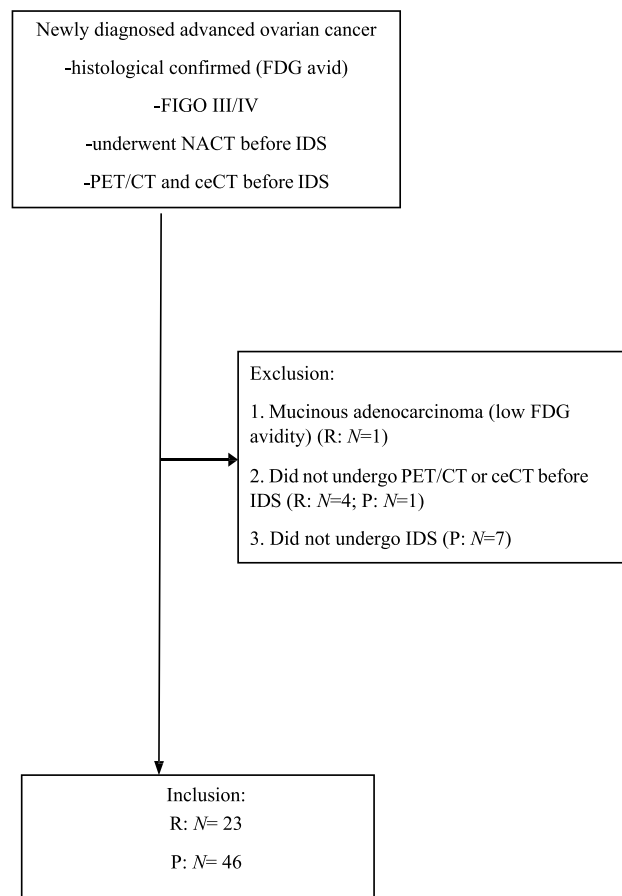 Newly diagnosed advanced ovarian cancer
-histological confirmed (FDG avid)
-FIGO III/IV
-underwent NACT before IDS
-PET/CT and ceCT before IDS
Exclusion:
1. Mucinous adenocarcinoma (low FDG
avidity) (R: N=1)
2. Did not undergo PET/CT or ceCT before
IDS (R: N=4; P: N=1)
3. Did not undergo IDS (P: N=7)
Inclusion:
R: N= 23
P: N= 46